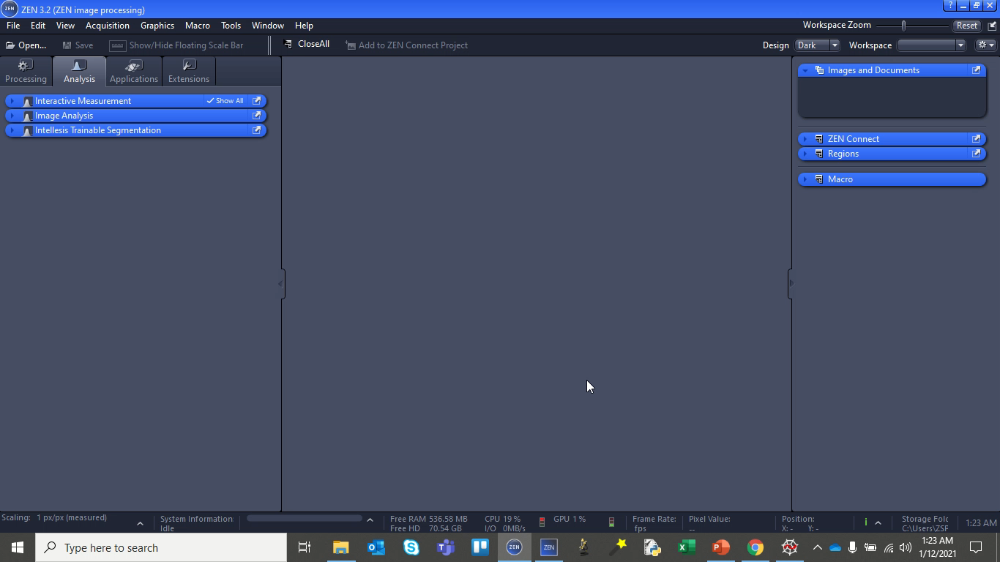 ZEN ZEN 3.2 (ZEN image processing)
File Edit View Acquisition Graphics Macro Tools Window Help Workspace Zoom Reset
Open... Save Show/Hide Floating Scale Bar CloseAll Add to ZEN Connect Project Design Dark Workspace
Processing Analysis Applications Extensions
Interactive Measurement Show All
Image Analysis
Intellesis Trainable Segmentation
Images and Documents
ZEN Connect
Regions
Macro
Scaling: 1 px/px (measured) System Information: Free RAM 536.58 MB CPU 19 % GPU 1 % Frame Rate: Pixel Value: Position: Storage Folc
Idle Free HD 70.54 GB I/O 0MB/s fps -- X: - Y: - C:\Users\ZSF 1:23 AM
Type here to search ZEN ZEN 1:23 AM
1/12/2021